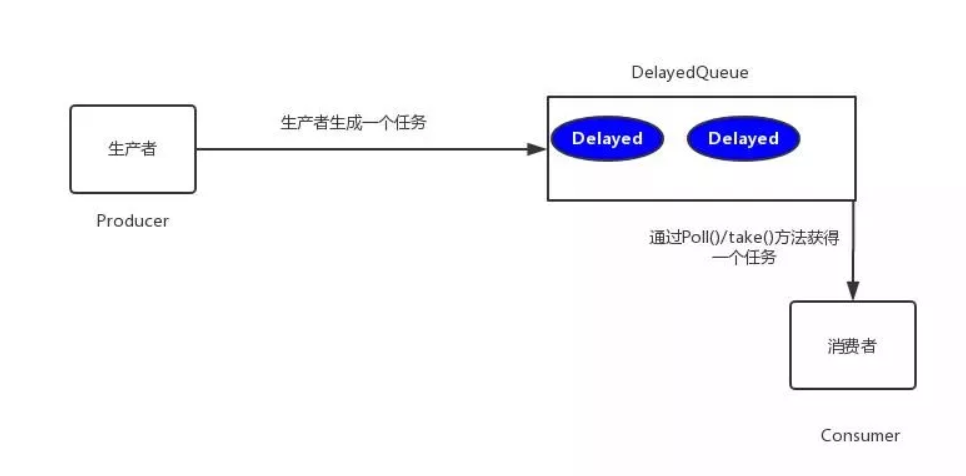 DelayedQueue
生产者生成一个任务
Delayed
Delayed
生产者
Producer
通过Poll()/take()方法获得
一个任务
消费者
Consumer